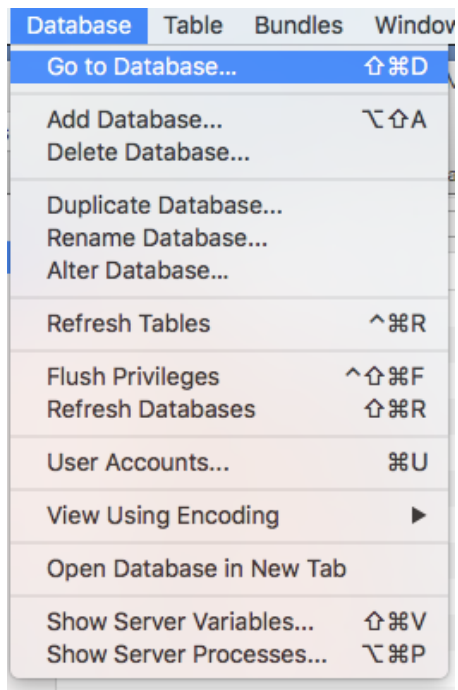 Database Table Bundles Window
Go to Database... ⇧⌘D
Add Database... ⌥⇧A
Delete Database...
Duplicate Database...
Rename Database...
Alter Database...
Refresh Tables ^⌘R
Flush Privileges ^⇧⌘F
Refresh Databases ⇧⌘R
User Accounts... ⌘U
View Using Encoding ▶
Open Database in New Tab
Show Server Variables... ⇧⌘V
Show Server Processes... ⌥⌘P